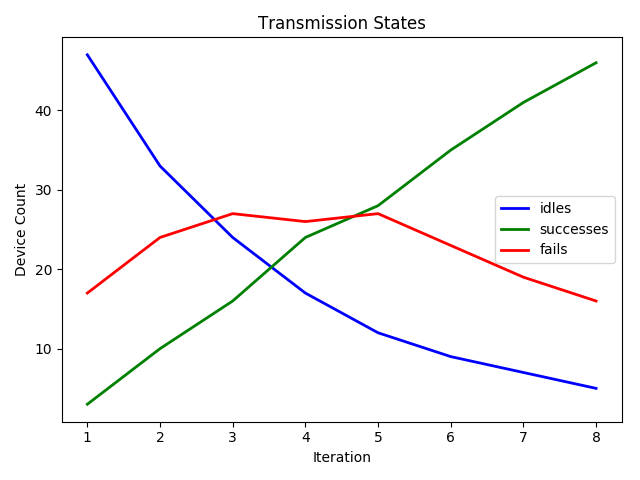 Transmission States
Device Count
40
30
20
10
idles
successes
fails
1 2 3 4 5 6 7 8
Iteration